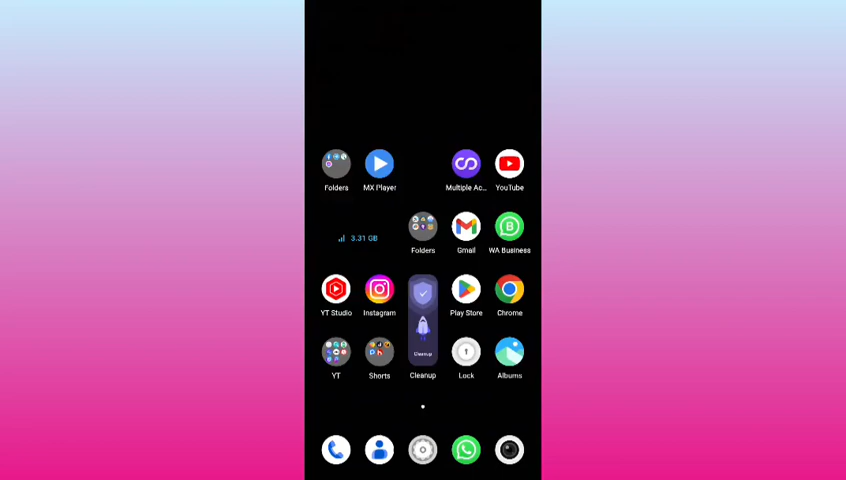 Folders MX Player Multiple Ac... YouTube
3.31 GB Folders Gmail WA Business
YT Studio Instagram Cleanup Play Store Chrome
YT Shorts Cleanup Lock Albums